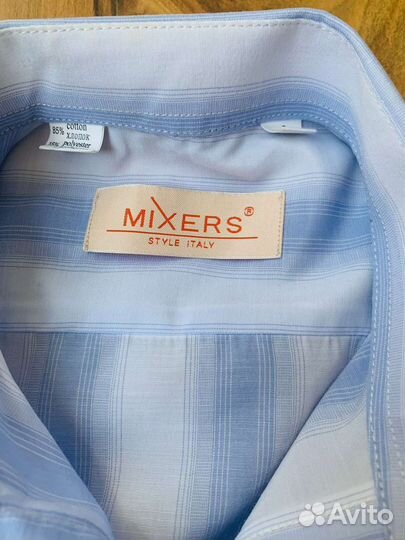 85% cotton
хлопок
15% polyester
MIXERS®
STYLE ITALY
Avito